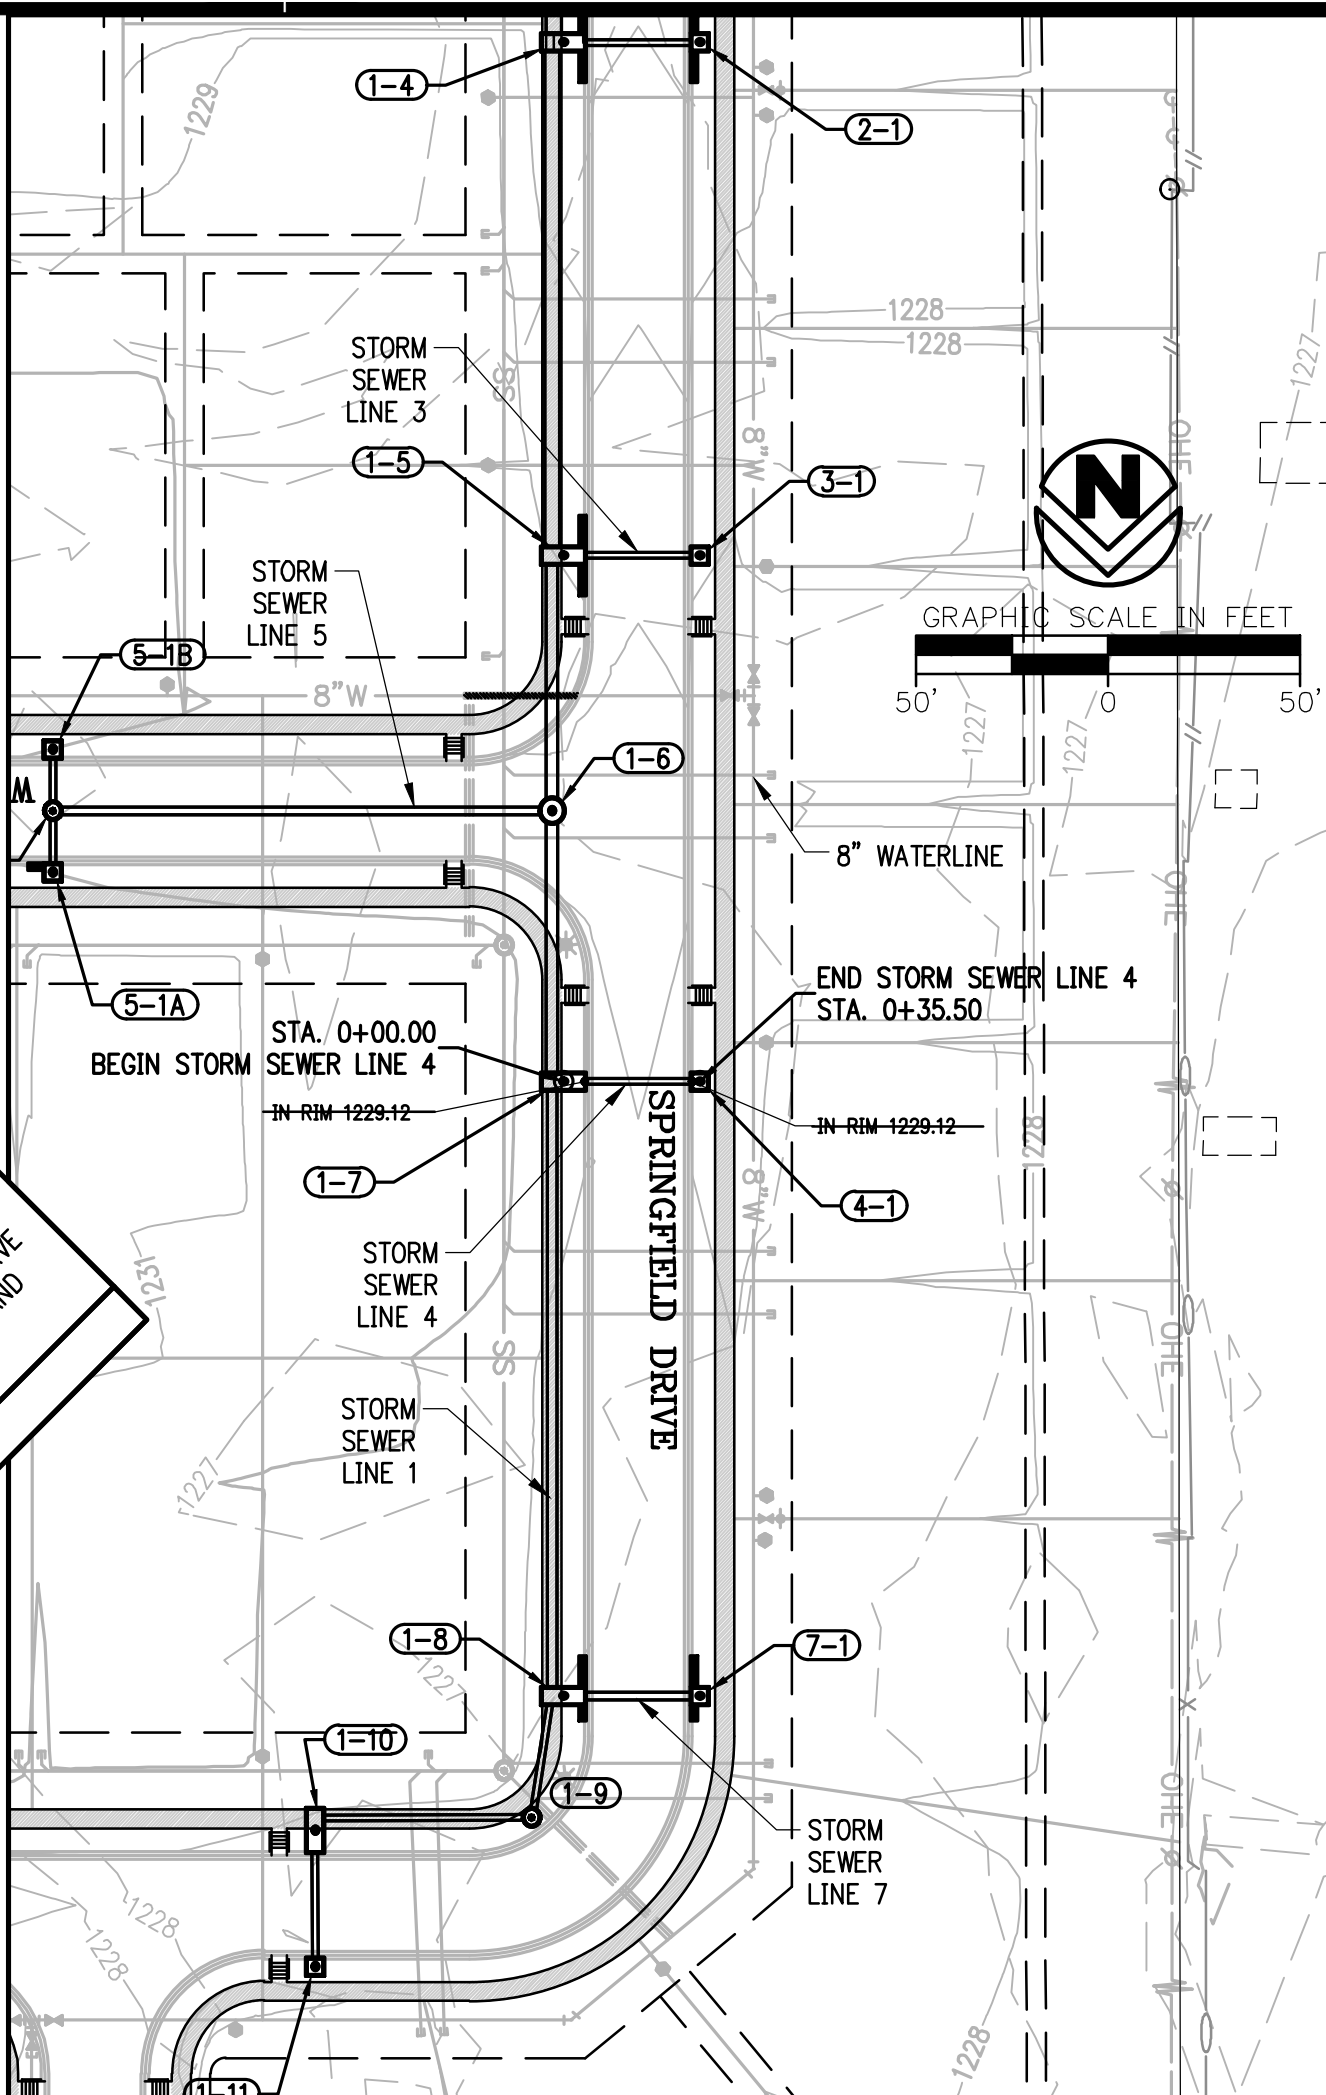 1-4
2-1
1229
1228
1228
1227
STORM
SEWER
LINE 3
SS
8"W
OHE
1-5
3-1
N
STORM
SEWER
LINE 5
GRAPHIC SCALE IN FEET
50' 0 50'
5-1B
8"W
1-6
1227
1227
W
8" WATERLINE
OHE
5-1A
END STORM SEWER LINE 4
STA. 0+35.50
STA. 0+00.00
BEGIN STORM SEWER LINE 4
IN RIM 1229.12
IN RIM 1229.12
SPRINGFIELD DRIVE
1228
1-7
8"W
4-1
STORM
SEWER
LINE 4
1231
SS
OHE
STORM
SEWER
LINE 1
1227
1-8
7-1
1227
X
1-10
1-9
OHE
STORM
SEWER
LINE 7
1228
1228
1228
1-11